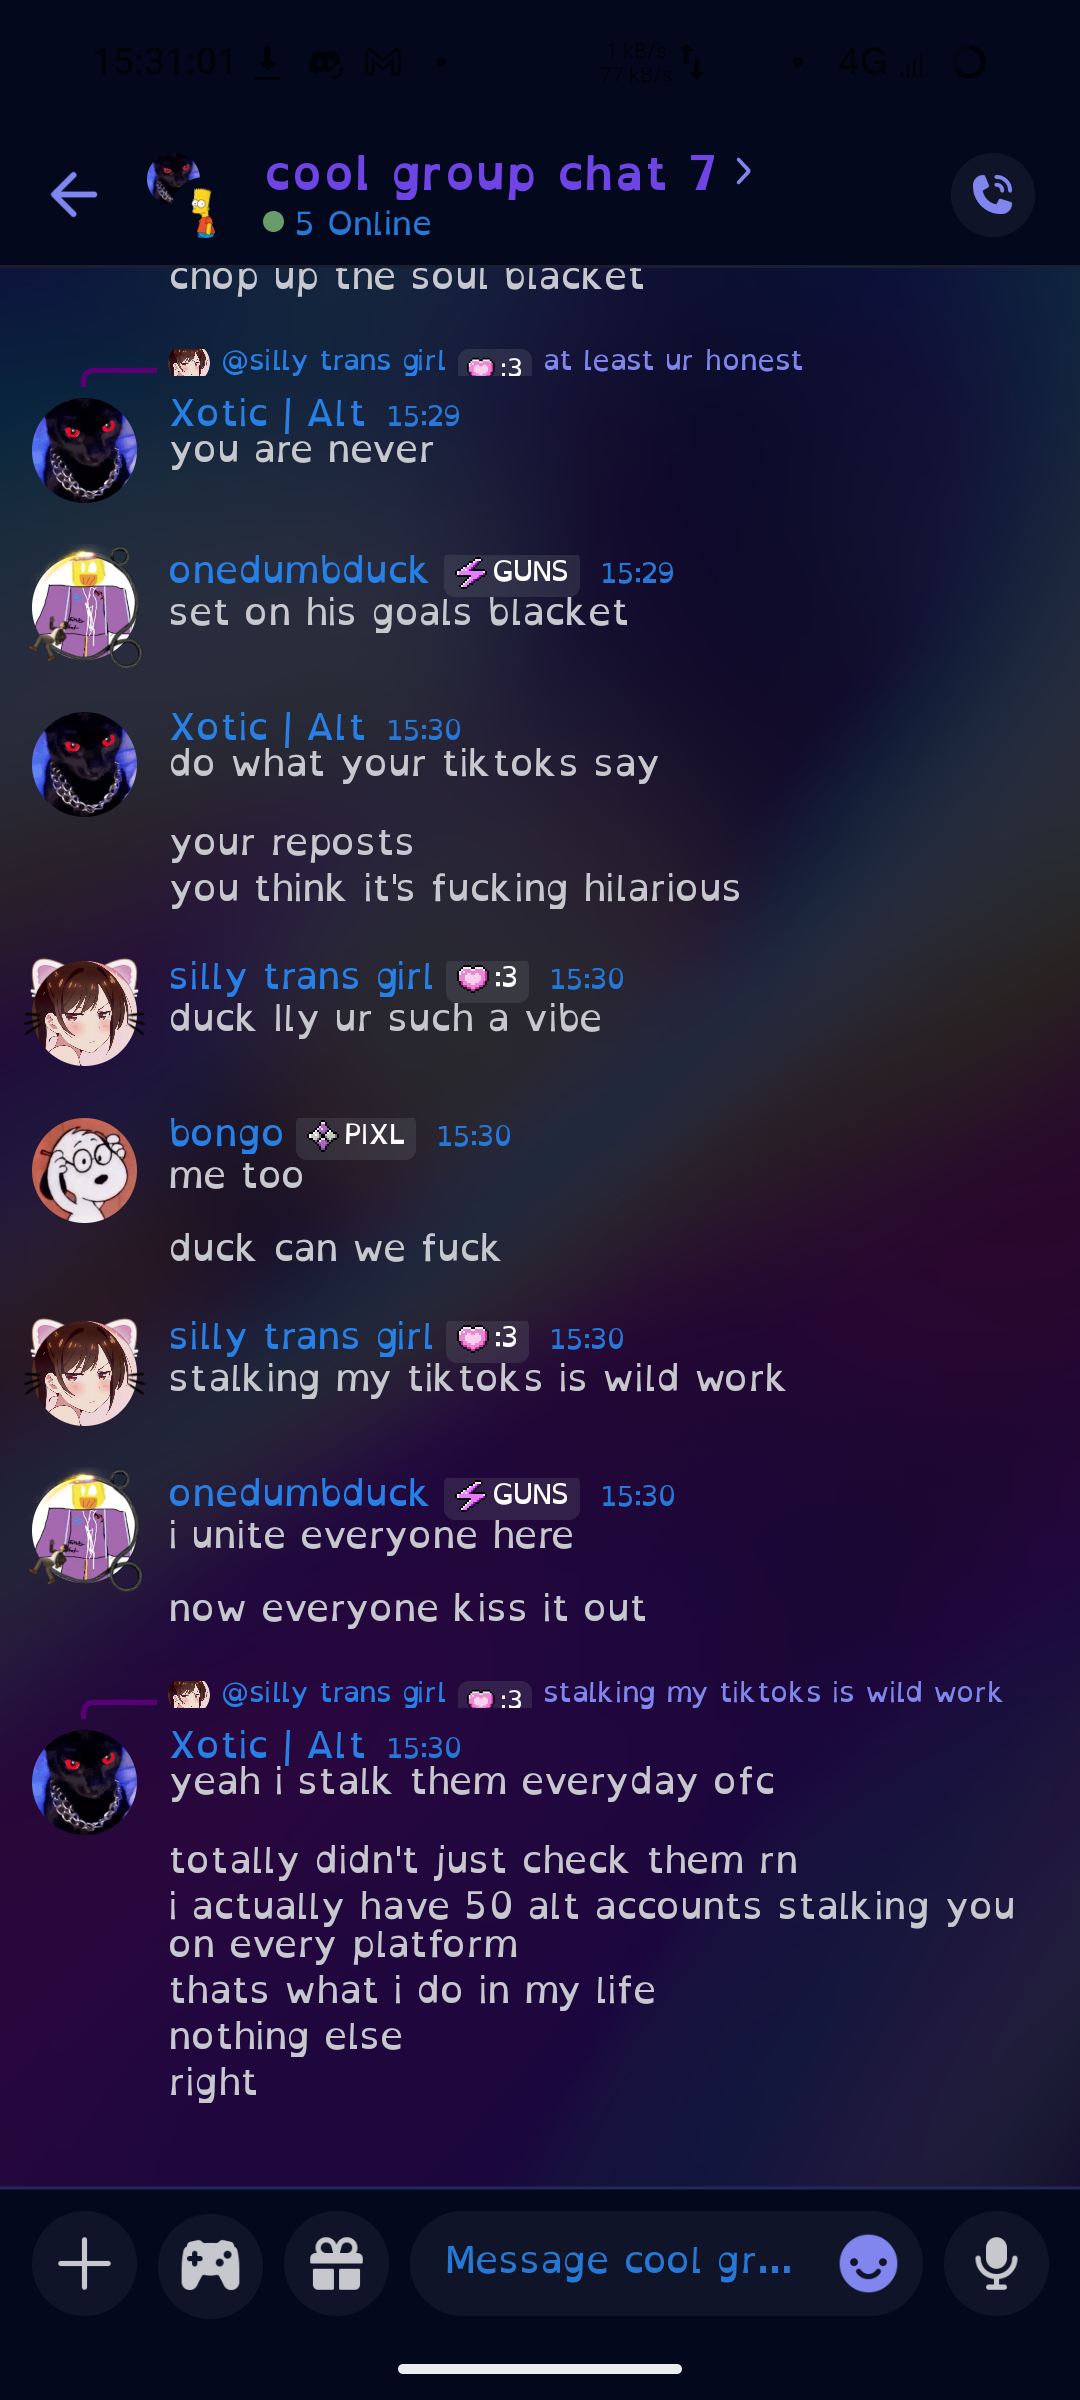 15:31:01
1 kB/s
77 kB/s
4G
cool group chat 7
5 Online
chop up the soul blacket
@silly trans girl :3 at least ur honest
Xotic | Alt 15:29
you are never
onedumbduck GUNS 15:29
set on his goals blacket
Xotic | Alt 15:30
do what your tiktoks say
your reposts
you think it's fucking hilarious
silly trans girl :3 15:30
duck lly ur such a vibe
bongo PIXL 15:30
me too
duck can we fuck
silly trans girl :3 15:30
stalking my tiktoks is wild work
onedumbduck GUNS 15:30
i unite everyone here
now everyone kiss it out
@silly trans girl :3 stalking my tiktoks is wild work
Xotic | Alt 15:30
yeah i stalk them everyday ofc
totally didn't just check them rn
i actually have 50 alt accounts stalking you
on every platform
thats what i do in my life
nothing else
right
Message cool gr...